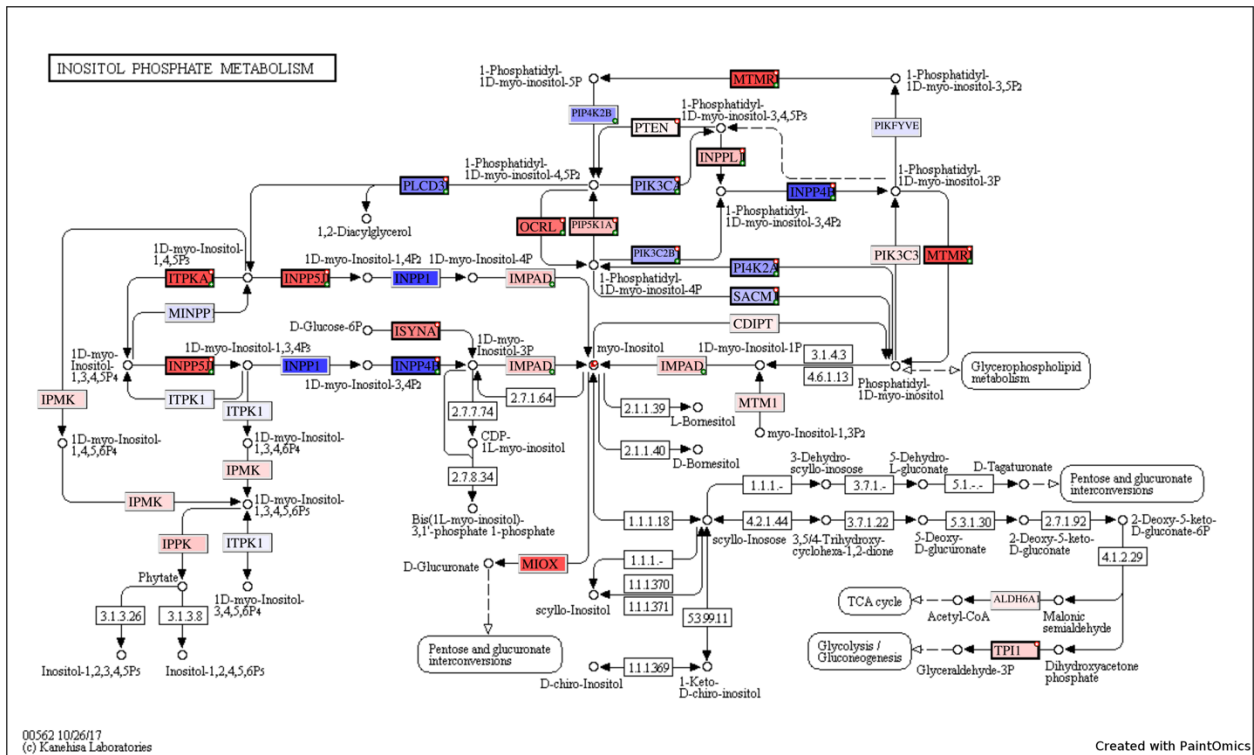 INOSITOL PHOSPHATE METABOLISM
1-Phosphatidyl-
1D-myo-inositol-5P
MTMR
1-Phosphatidyl-
1D-myo-inositol-3,5P2
PIP4K2B
1-Phosphatidyl-
1D-myo-inositol-3,4,5P3
PTEN
PIKFYVE
INPPL1
1-Phosphatidyl-
1D-myo-inositol-4,5P2
PLCD3
PIK3CA
INPP4B
1-Phosphatidyl-
1D-myo-inositol-3P
1,2-Diacylglycerol
OCRL
PIP5K1A
1-Phosphatidyl-
1D-myo-inositol-3,4P2
1D-myo-Inositol-
1,4,5P3
1D-myo-Inositol-1,4P2
1D-myo-Inositol-4P
PIK3C2B
PIK3C3
MTMR
ITPKA
INPP5J
INPP1
IMPAD
1-Phosphatidyl-
1D-myo-inositol-4P
PI4K2A
SACM
MINPP
D-Glucose-6P
ISYNA
CDIPT
1D-myo-
Inositol-
1,3,4,5P4
1D-myo-Inositol-1,3,4P3
1D-myo-
Inositol-3P
myo-Inositol
1D-myo-Inositol-1P
3.1.4.3
4.6.1.13
INPP5J
INPP1
INPP4B
IMPAD
IMPAD
Phosphatidyl-
1D-myo-inositol
Glycerophospholipid
metabolism
1D-myo-Inositol-3,4P2
ITPK1
2.7.1.64
IPMK
ITPK1
2.7.7.74
2.1.1.39
L-Bornesitol
MTM1
myo-Inositol-1,3P2
1D-myo-Inositol-
1,4,5,6P4
1D-myo-Inositol-
1,3,4,6P4
CDP-
1L-myo-inositol
2.1.1.40
D-Bornesitol
IPMK
2.7.8.34
3-Dehydro-
scyllo-inosose
5-Dehydro-
L-gluconate
D-Tagaturonate
1.1.1.-
3.7.1.-
5.1.-.-
Pentose and glucuronate
interconversions
IPMK
1D-myo-Inositol-
1,3,4,5,6P5
Bis(1L-myo-inositol)-
3,1'-phosphate 1-phosphate
1.1.1.18
scyllo-Inosose
4.2.1.44
3,5/4-Trihydroxy-
cyclohexa-1,2-dione
3.7.1.22
5-Deoxy-
D-glucuronate
5.3.1.30
2-Deoxy-5-keto-
D-gluconate
2.7.1.92
2-Deoxy-5-keto-
D-gluconate-6P
IPPK
ITPK1
4.1.2.29
D-Glucuronate
MIOX
1.1.1.-
1.1.1.370
1.1.1.371
scyllo-Inositol
Phytate
1D-myo-Inositol-
3,4,5,6P4
3.1.3.26
3.1.3.8
TCA cycle
Acetyl-CoA
ALDH6A1
Malonic
semialdehyde
5.3.99.11
Pentose and glucuronate
interconversions
Glycolysis /
Gluconeogenesis
Glyceraldehyde-3P
TPI1
Dihydroxyacetone
phosphate
Inositol-1,2,3,4,5P5
Inositol-1,2,4,5,6P5
D-chiro-Inositol
1.1.1.369
1-Keto-
D-chiro-inositol
00562 10/26/17
(c) Kanehisa Laboratories
Created with PaintOmics